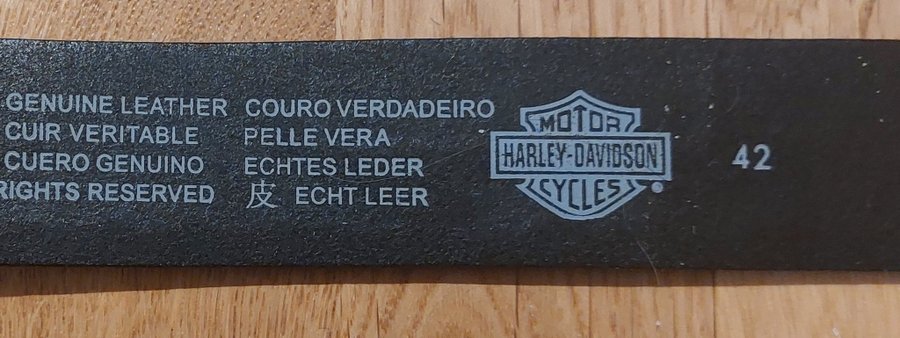 GENUINE LEATHER
CUIR VERITABLE
CUERO GENUINO
RIGHTS RESERVED
COURO VERDADEIRO
PELLE VERA
ECHTES LEDER
皮 ECHT LEER
MOTOR
HARLEY-DAVIDSON
CYCLES
42